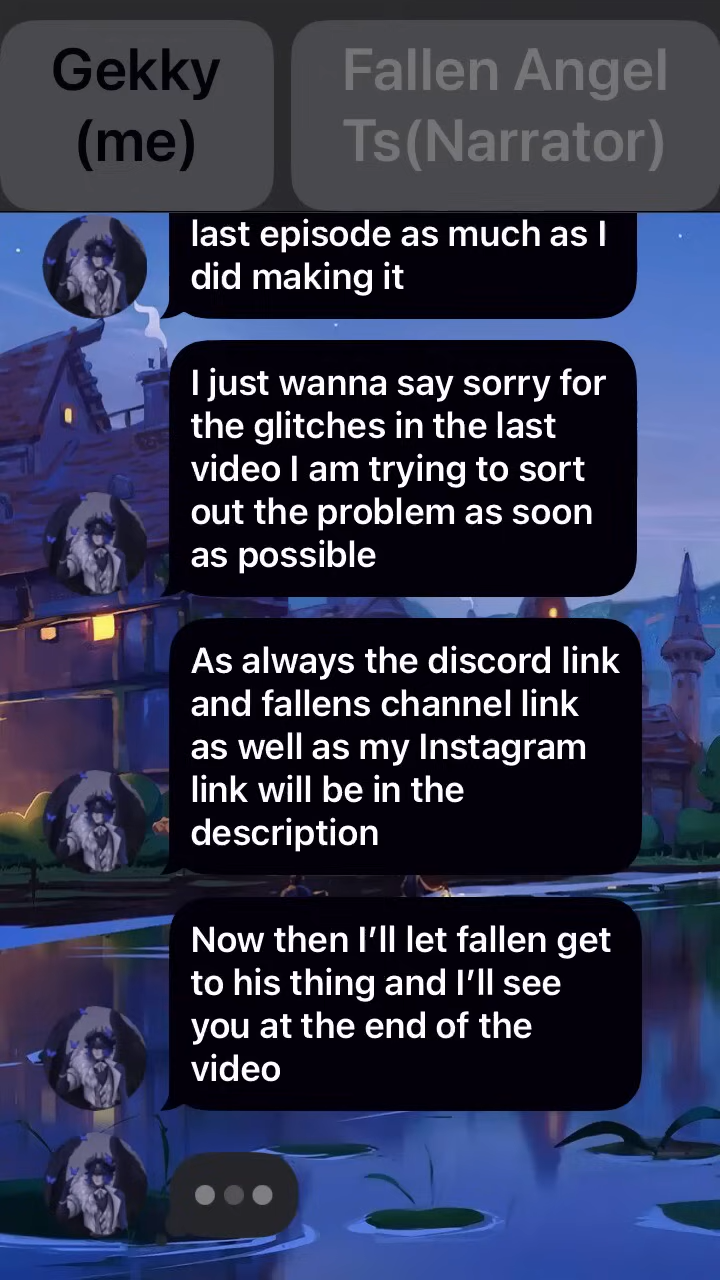 Gekky
(me)
Fallen Angel
Ts(Narrator)
last episode as much as I
did making it
I just wanna say sorry for
the glitches in the last
video I am trying to sort
out the problem as soon
as possible
As always the discord link
and fallens channel link
as well as my Instagram
link will be in the
description
Now then I’ll let fallen get
to his thing and I’ll see
you at the end of the
video